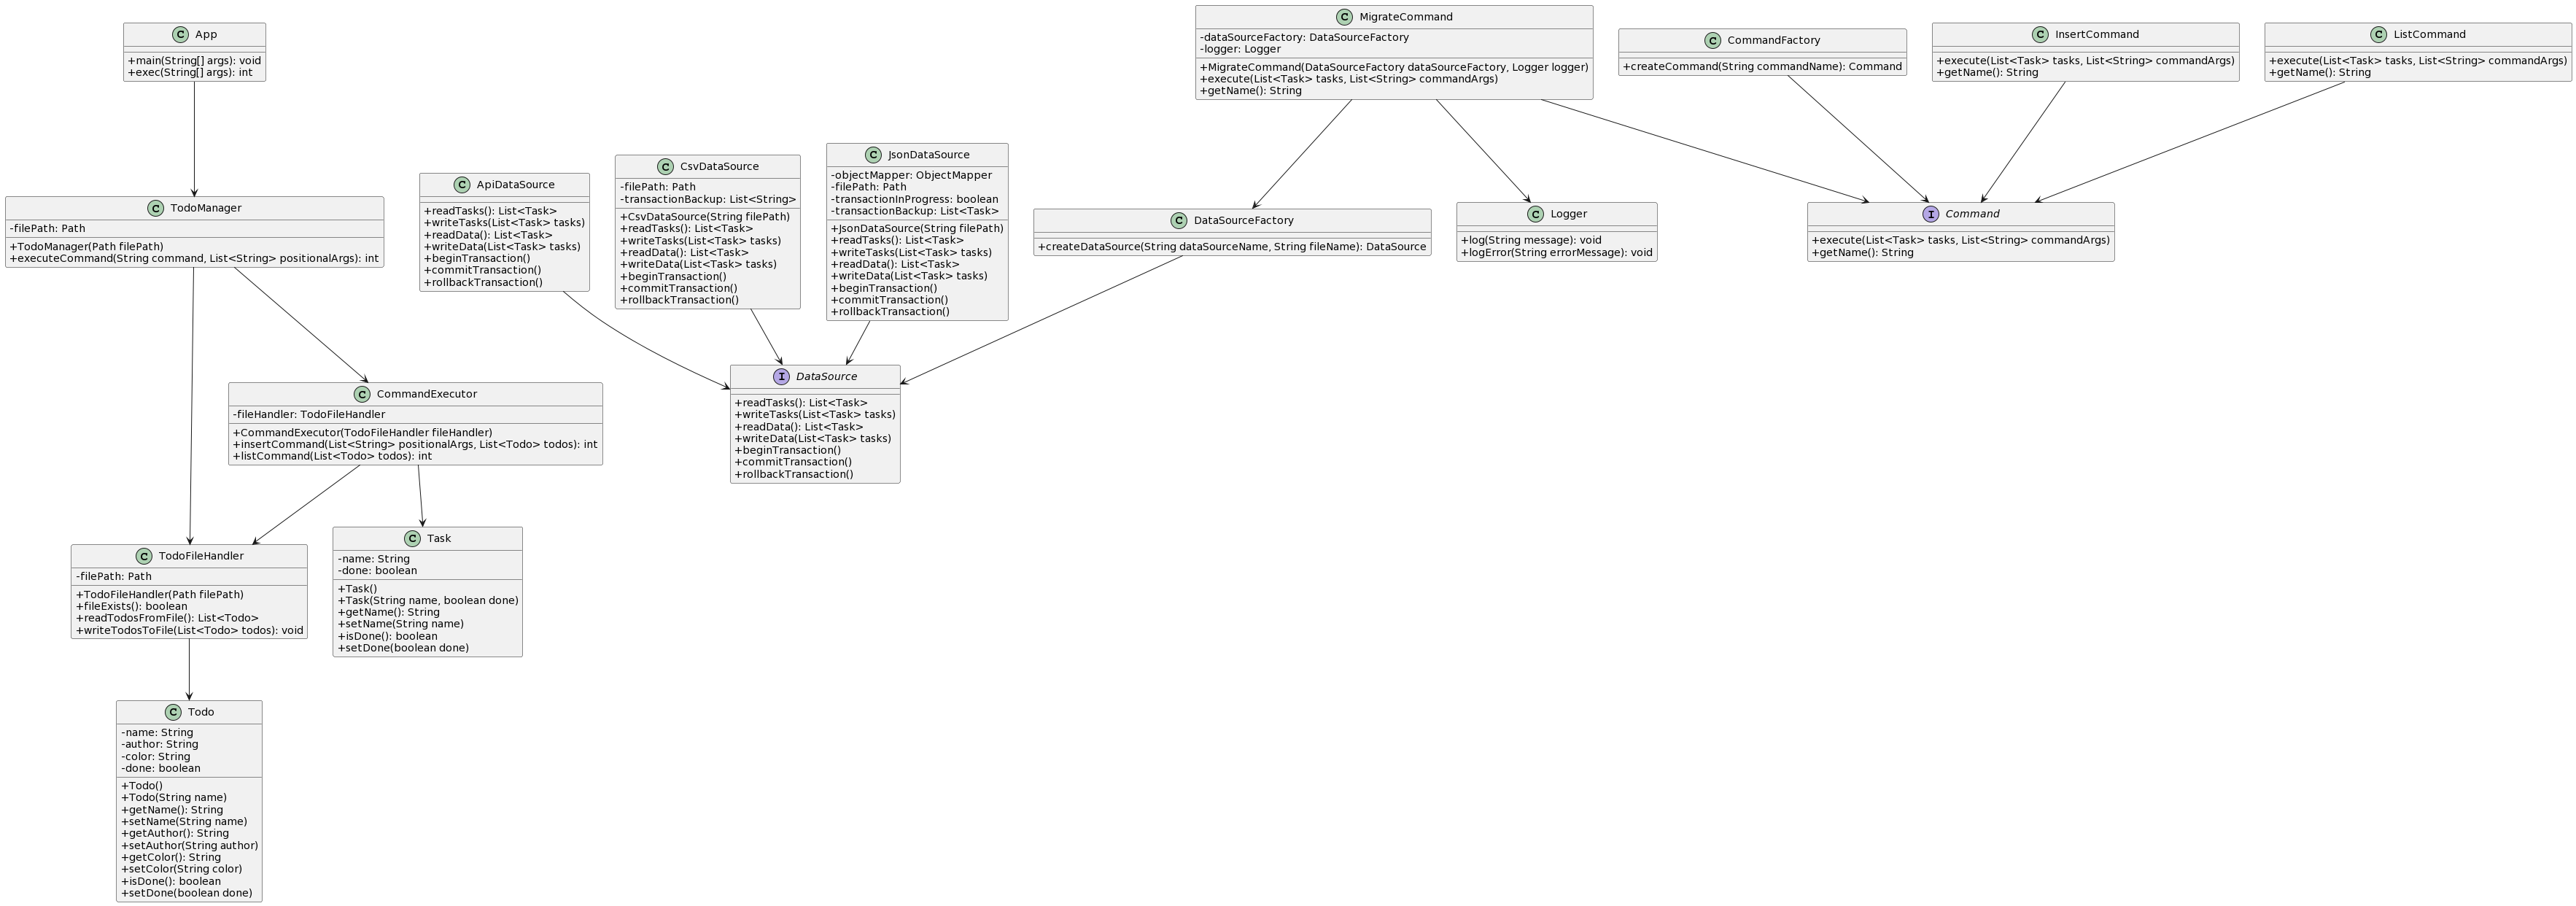 C App
+main(String[] args): void
+exec(String[] args): int
C MigrateCommand
-dataSourceFactory: DataSourceFactory
-logger: Logger
+MigrateCommand(DataSourceFactory dataSourceFactory, Logger logger)
+execute(List<Task> tasks, List<String> commandArgs)
+getName(): String
C CommandFactory
+createCommand(String commandName): Command
C InsertCommand
+execute(List<Task> tasks, List<String> commandArgs)
+getName(): String
C ListCommand
+execute(List<Task> tasks, List<String> commandArgs)
+getName(): String
C TodoManager
-filePath: Path
+TodoManager(Path filePath)
+executeCommand(String command, List<String> positionalArgs): int
C ApiDataSource
+readTasks(): List<Task>
+writeTasks(List<Task> tasks)
+readData(): List<Task>
+writeData(List<Task> tasks)
+beginTransaction()
+commitTransaction()
+rollbackTransaction()
C CsvDataSource
-filePath: Path
-transactionBackup: List<String>
+CsvDataSource(String filePath)
+readTasks(): List<Task>
+writeTasks(List<Task> tasks)
+readData(): List<Task>
+writeData(List<Task> tasks)
+beginTransaction()
+commitTransaction()
+rollbackTransaction()
C JsonDataSource
-objectMapper: ObjectMapper
-filePath: Path
-transactionInProgress: boolean
-transactionBackup: List<Task>
+JsonDataSource(String filePath)
+readTasks(): List<Task>
+writeTasks(List<Task> tasks)
+readData(): List<Task>
+writeData(List<Task> tasks)
+beginTransaction()
+commitTransaction()
+rollbackTransaction()
C DataSourceFactory
+createDataSource(String dataSourceName, String fileName): DataSource
C Logger
+log(String message): void
+logError(String errorMessage): void
I Command
+execute(List<Task> tasks, List<String> commandArgs)
+getName(): String
C CommandExecutor
-fileHandler: TodoFileHandler
+CommandExecutor(TodoFileHandler fileHandler)
+insertCommand(List<String> positionalArgs, List<Todo> todos): int
+listCommand(List<Todo> todos): int
I DataSource
+readTasks(): List<Task>
+writeTasks(List<Task> tasks)
+readData(): List<Task>
+writeData(List<Task> tasks)
+beginTransaction()
+commitTransaction()
+rollbackTransaction()
C TodoFileHandler
-filePath: Path
+TodoFileHandler(Path filePath)
+fileExists(): boolean
+readTodosFromFile(): List<Todo>
+writeTodosToFile(List<Todo> todos): void
C Task
-name: String
-done: boolean
+Task()
+Task(String name, boolean done)
+getName(): String
+setName(String name)
+isDone(): boolean
+setDone(boolean done)
C Todo
-name: String
-author: String
-color: String
-done: boolean
+Todo()
+Todo(String name)
+getName(): String
+setName(String name)
+getAuthor(): String
+setAuthor(String author)
+getColor(): String
+setColor(String color)
+isDone(): boolean
+setDone(boolean done)